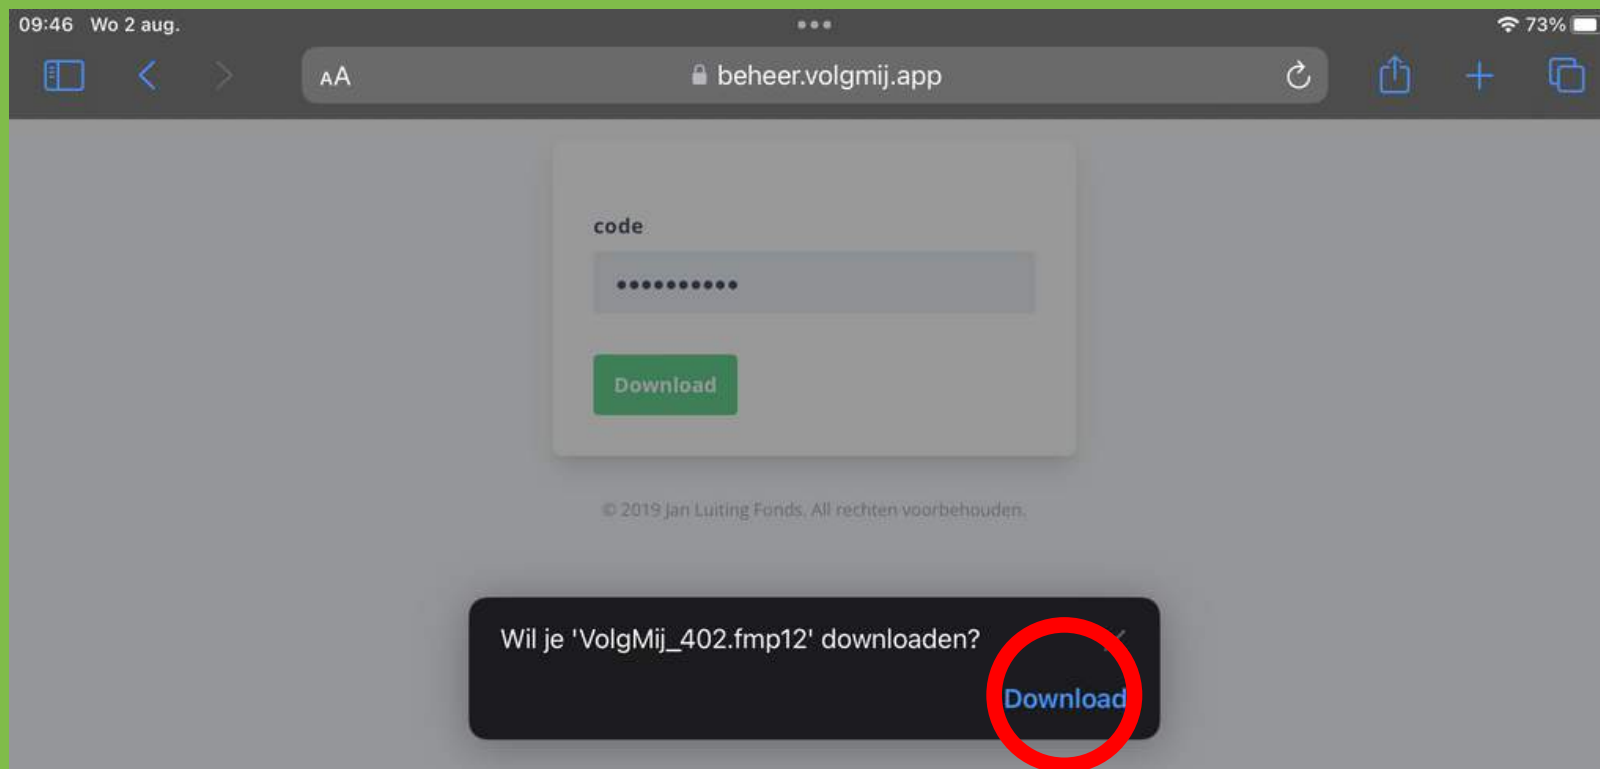 09:46 Wo 2 aug.
73%
AA
beheer.volgmij.app
code
••••••••••
Download
© 2019 Jan Luiting Fonds. All rechten voorbehouden.
Wil je 'VolgMij_402.fmp12' downloaden?
Download